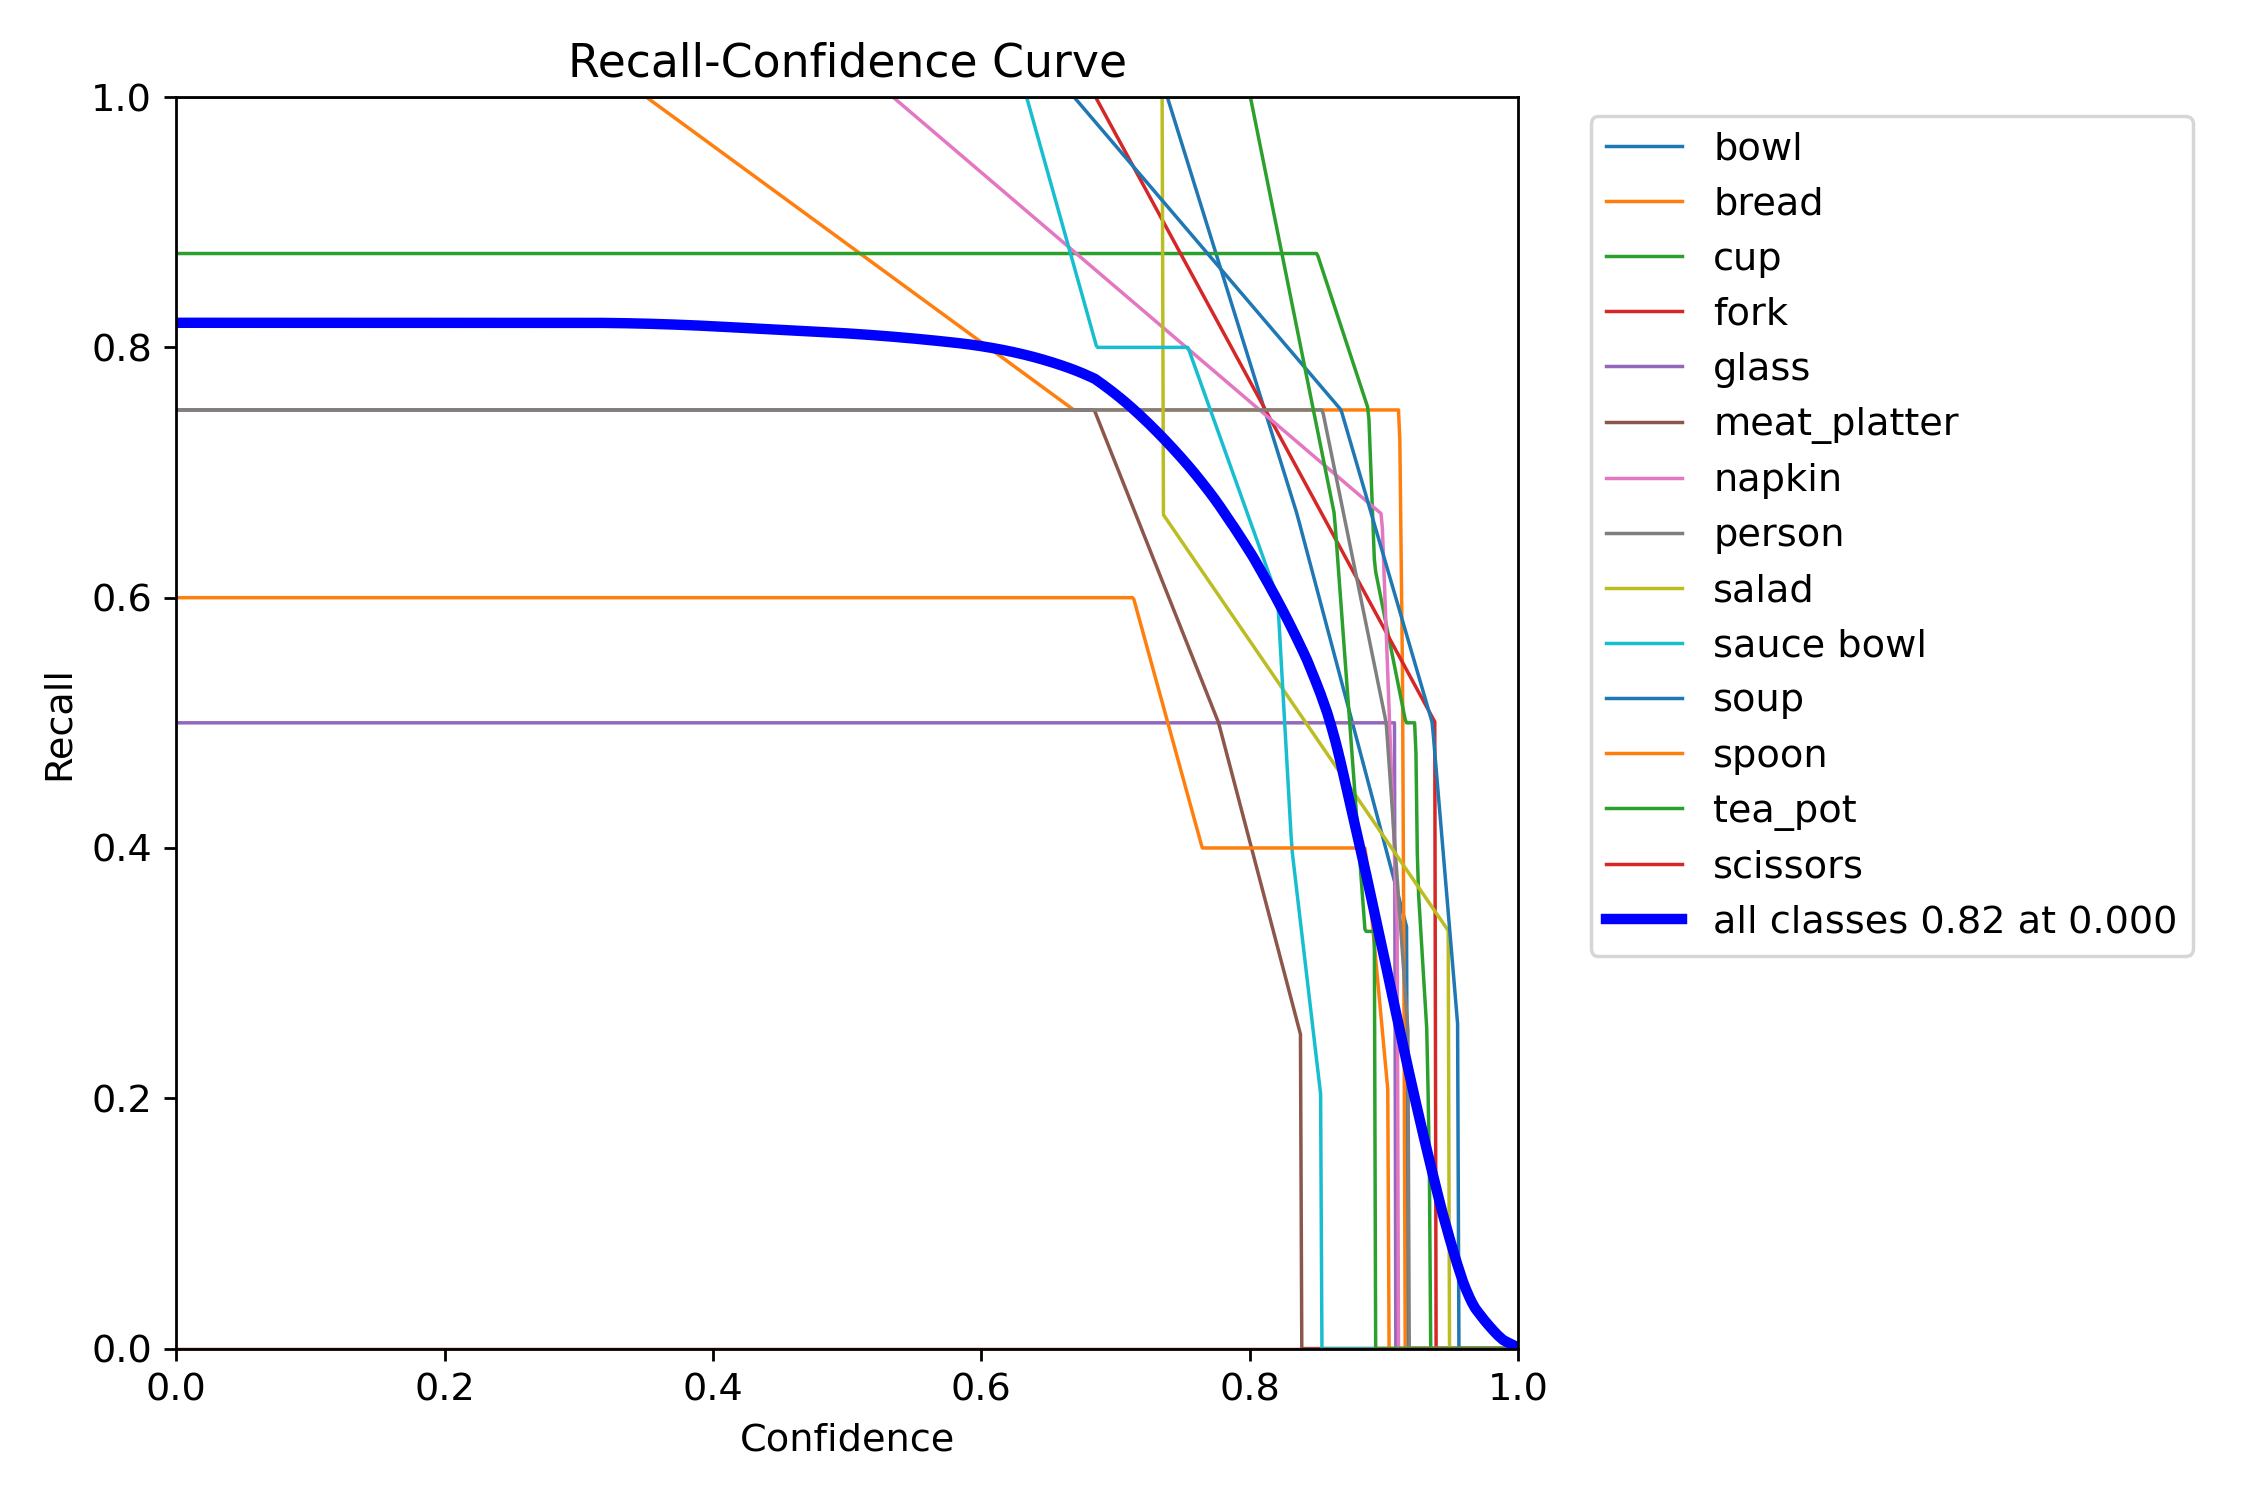 Recall-Confidence Curve
1.0
0.8
0.6
0.4
0.2
0.0
Recall
0.0 0.2 0.4 0.6 0.8 1.0
Confidence
bowl
bread
cup
fork
glass
meat_platter
napkin
person
salad
sauce bowl
soup
spoon
tea_pot
scissors
all classes 0.82 at 0.000